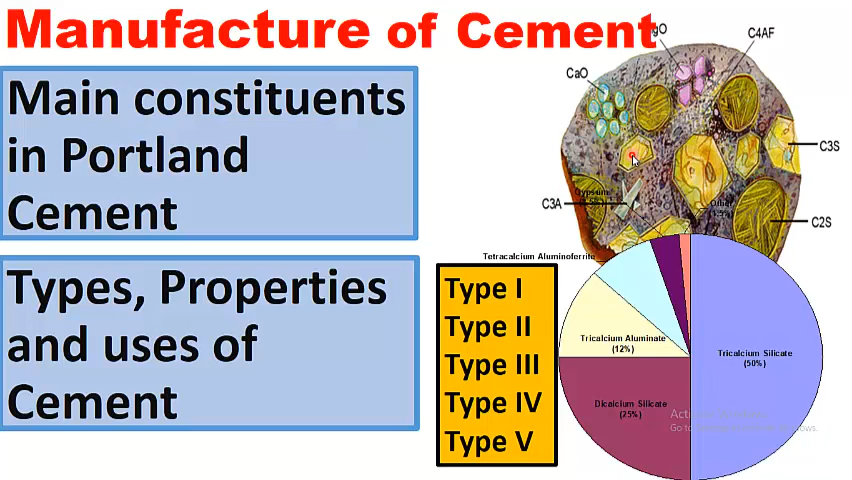 Manufacture of Cement
gO
C4AF
CaO
Main constituents
in Portland
Cement
C3S
Gypsum
C3A
Other
C2S
Types, Properties
and uses of
Cement
Tetracalcium Aluminoferrite
Type I
Type II
Type III
Type IV
Type V
Tricalcium Aluminate
(12%)
Tricalcium Silicate
(50%)
Dicalcium Silicate
(25%)